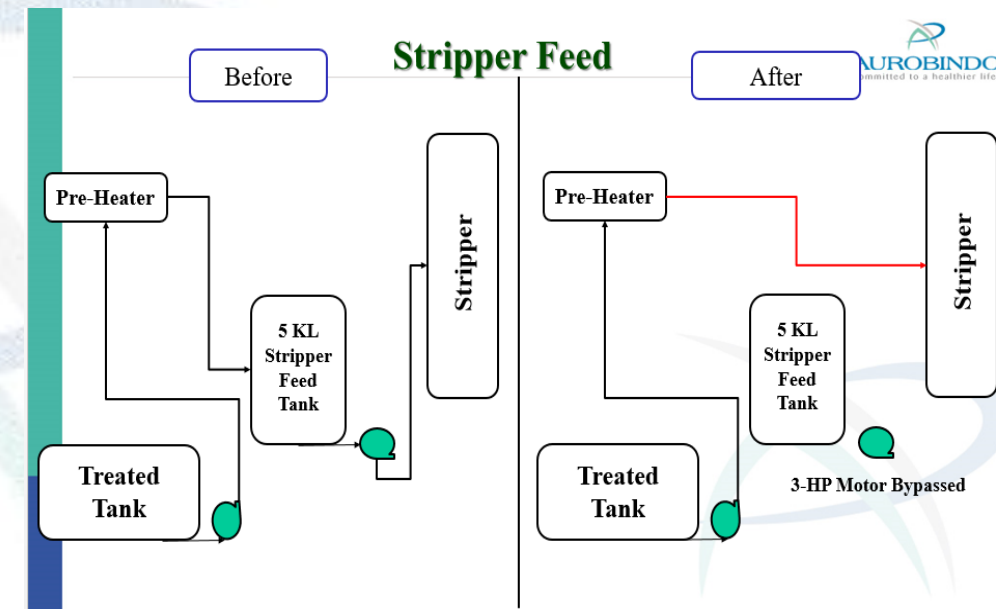 Stripper Feed
AUROBINDO
Committed to a healthier life
Before
Pre-Heater
Stripper
5 KL
Stripper
Feed
Tank
Treated
Tank
After
Pre-Heater
Stripper
5 KL
Stripper
Feed
Tank
3-HP Motor Bypassed
Treated
Tank